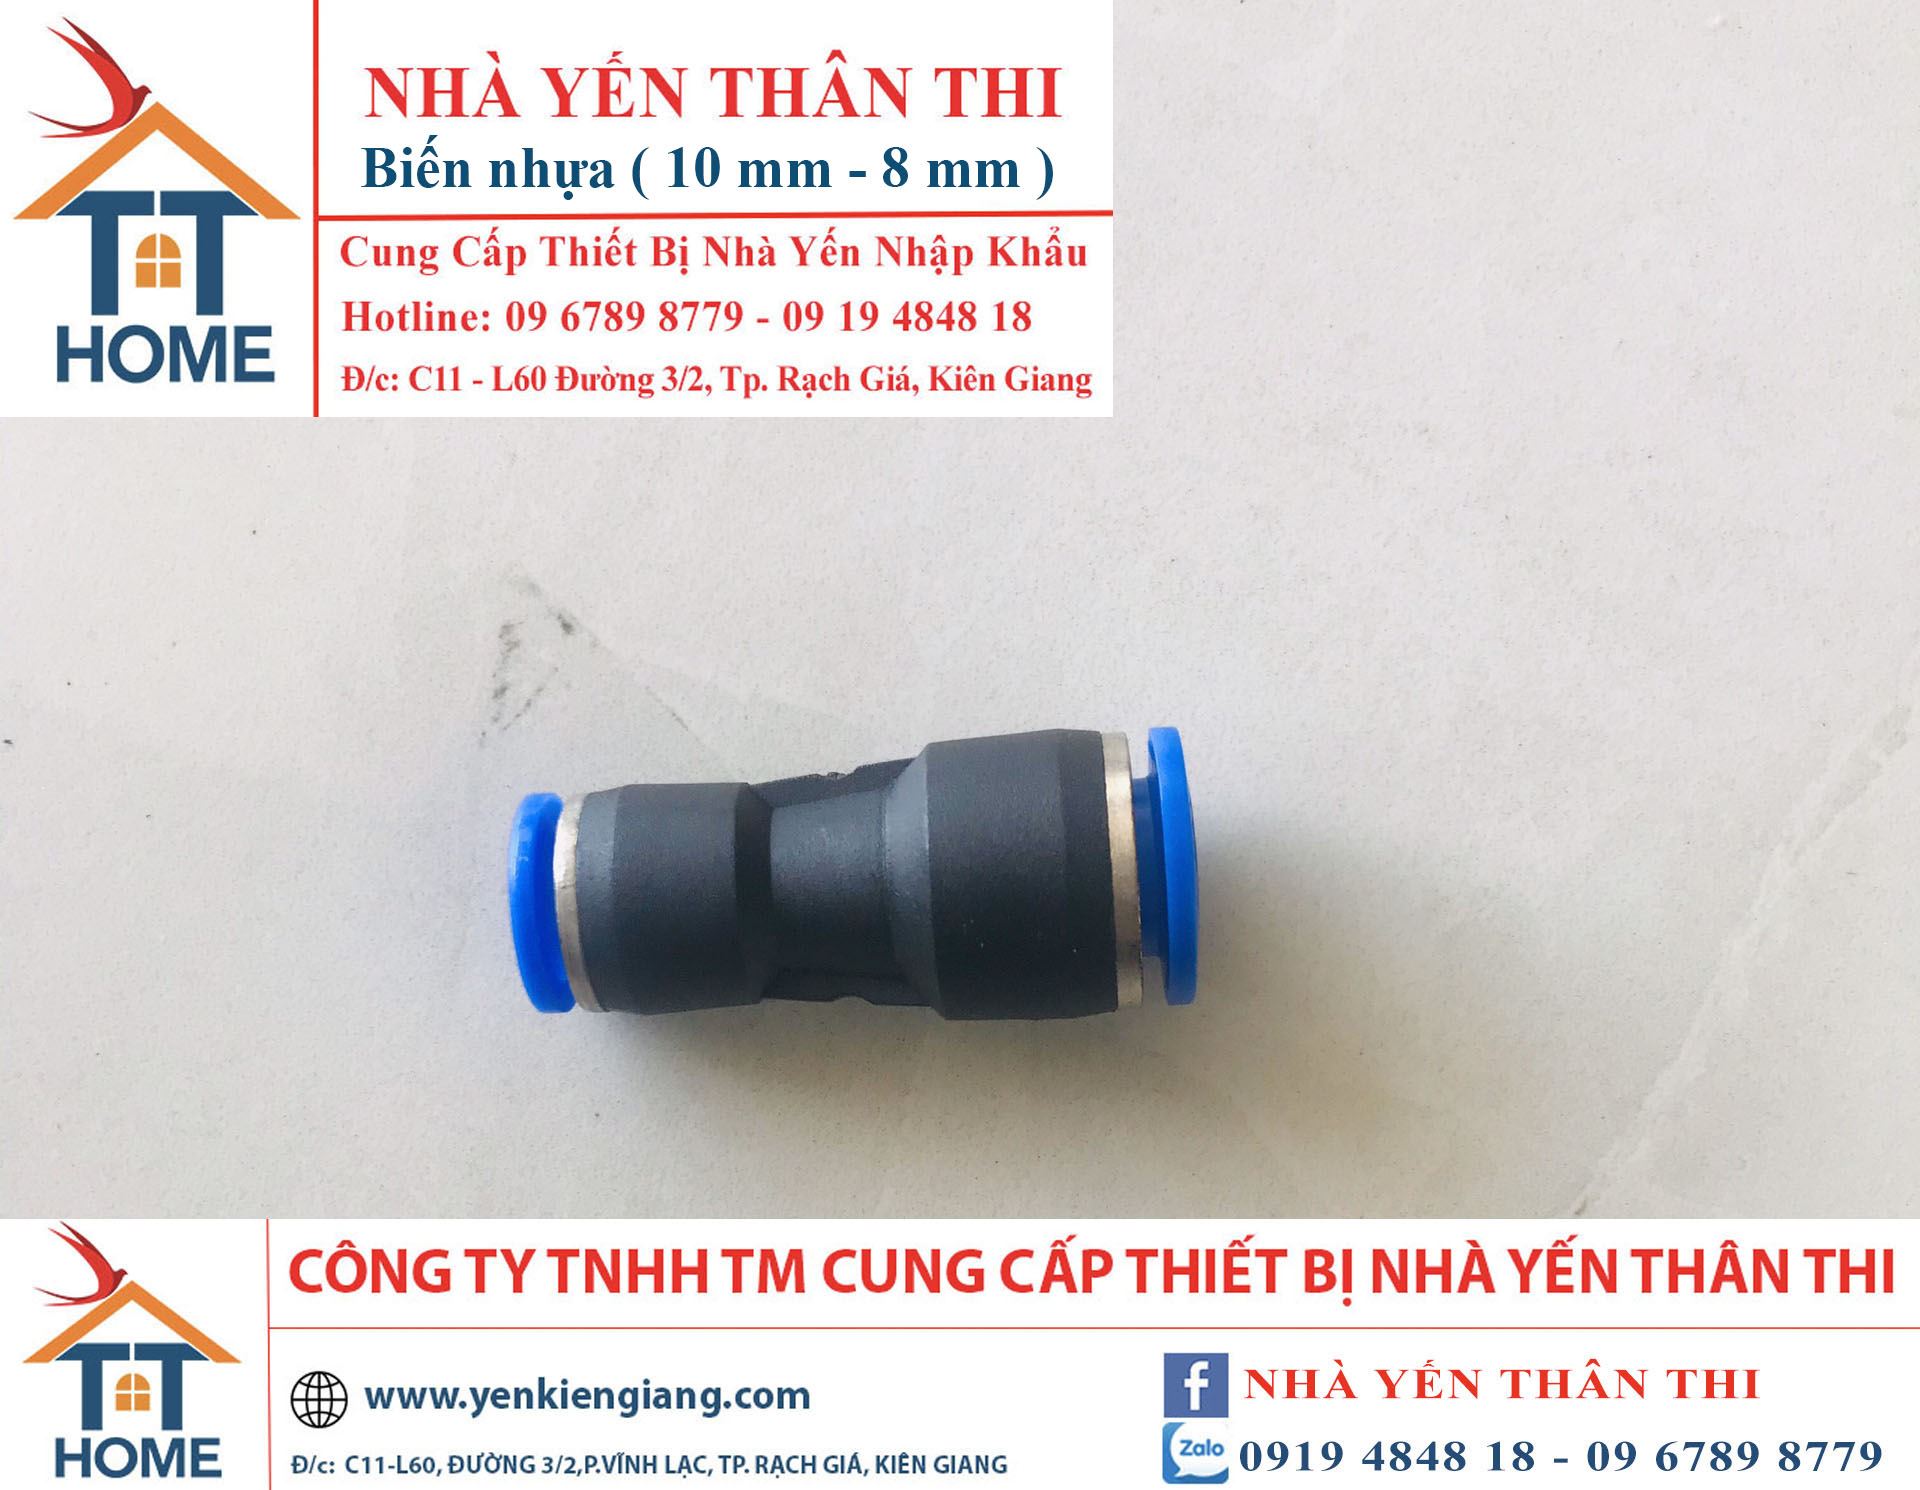 NHÀ YẾN THÂN THI
Biến nhựa ( 10 mm - 8 mm )
TT
HOME
Cung Cấp Thiết Bị Nhà Yến Nhập Khẩu
Hotline: 09 6789 8779 - 09 19 4848 18
Đ/c: C11 - L60 Đường 3/2, Tp. Rạch Giá, Kiên Giang
CÔNG TY TNHH TM CUNG CẤP THIẾT BỊ NHÀ YẾN THÂN THI
TT
HOME
www.yenkiengiang.com
Đ/c: C11-L60, ĐƯỜNG 3/2,P.VĨNH LẠC, TP. RẠCH GIÁ, KIÊN GIANG
f NHÀ YẾN THÂN THI
Zalo 0919 4848 18 - 09 6789 8779